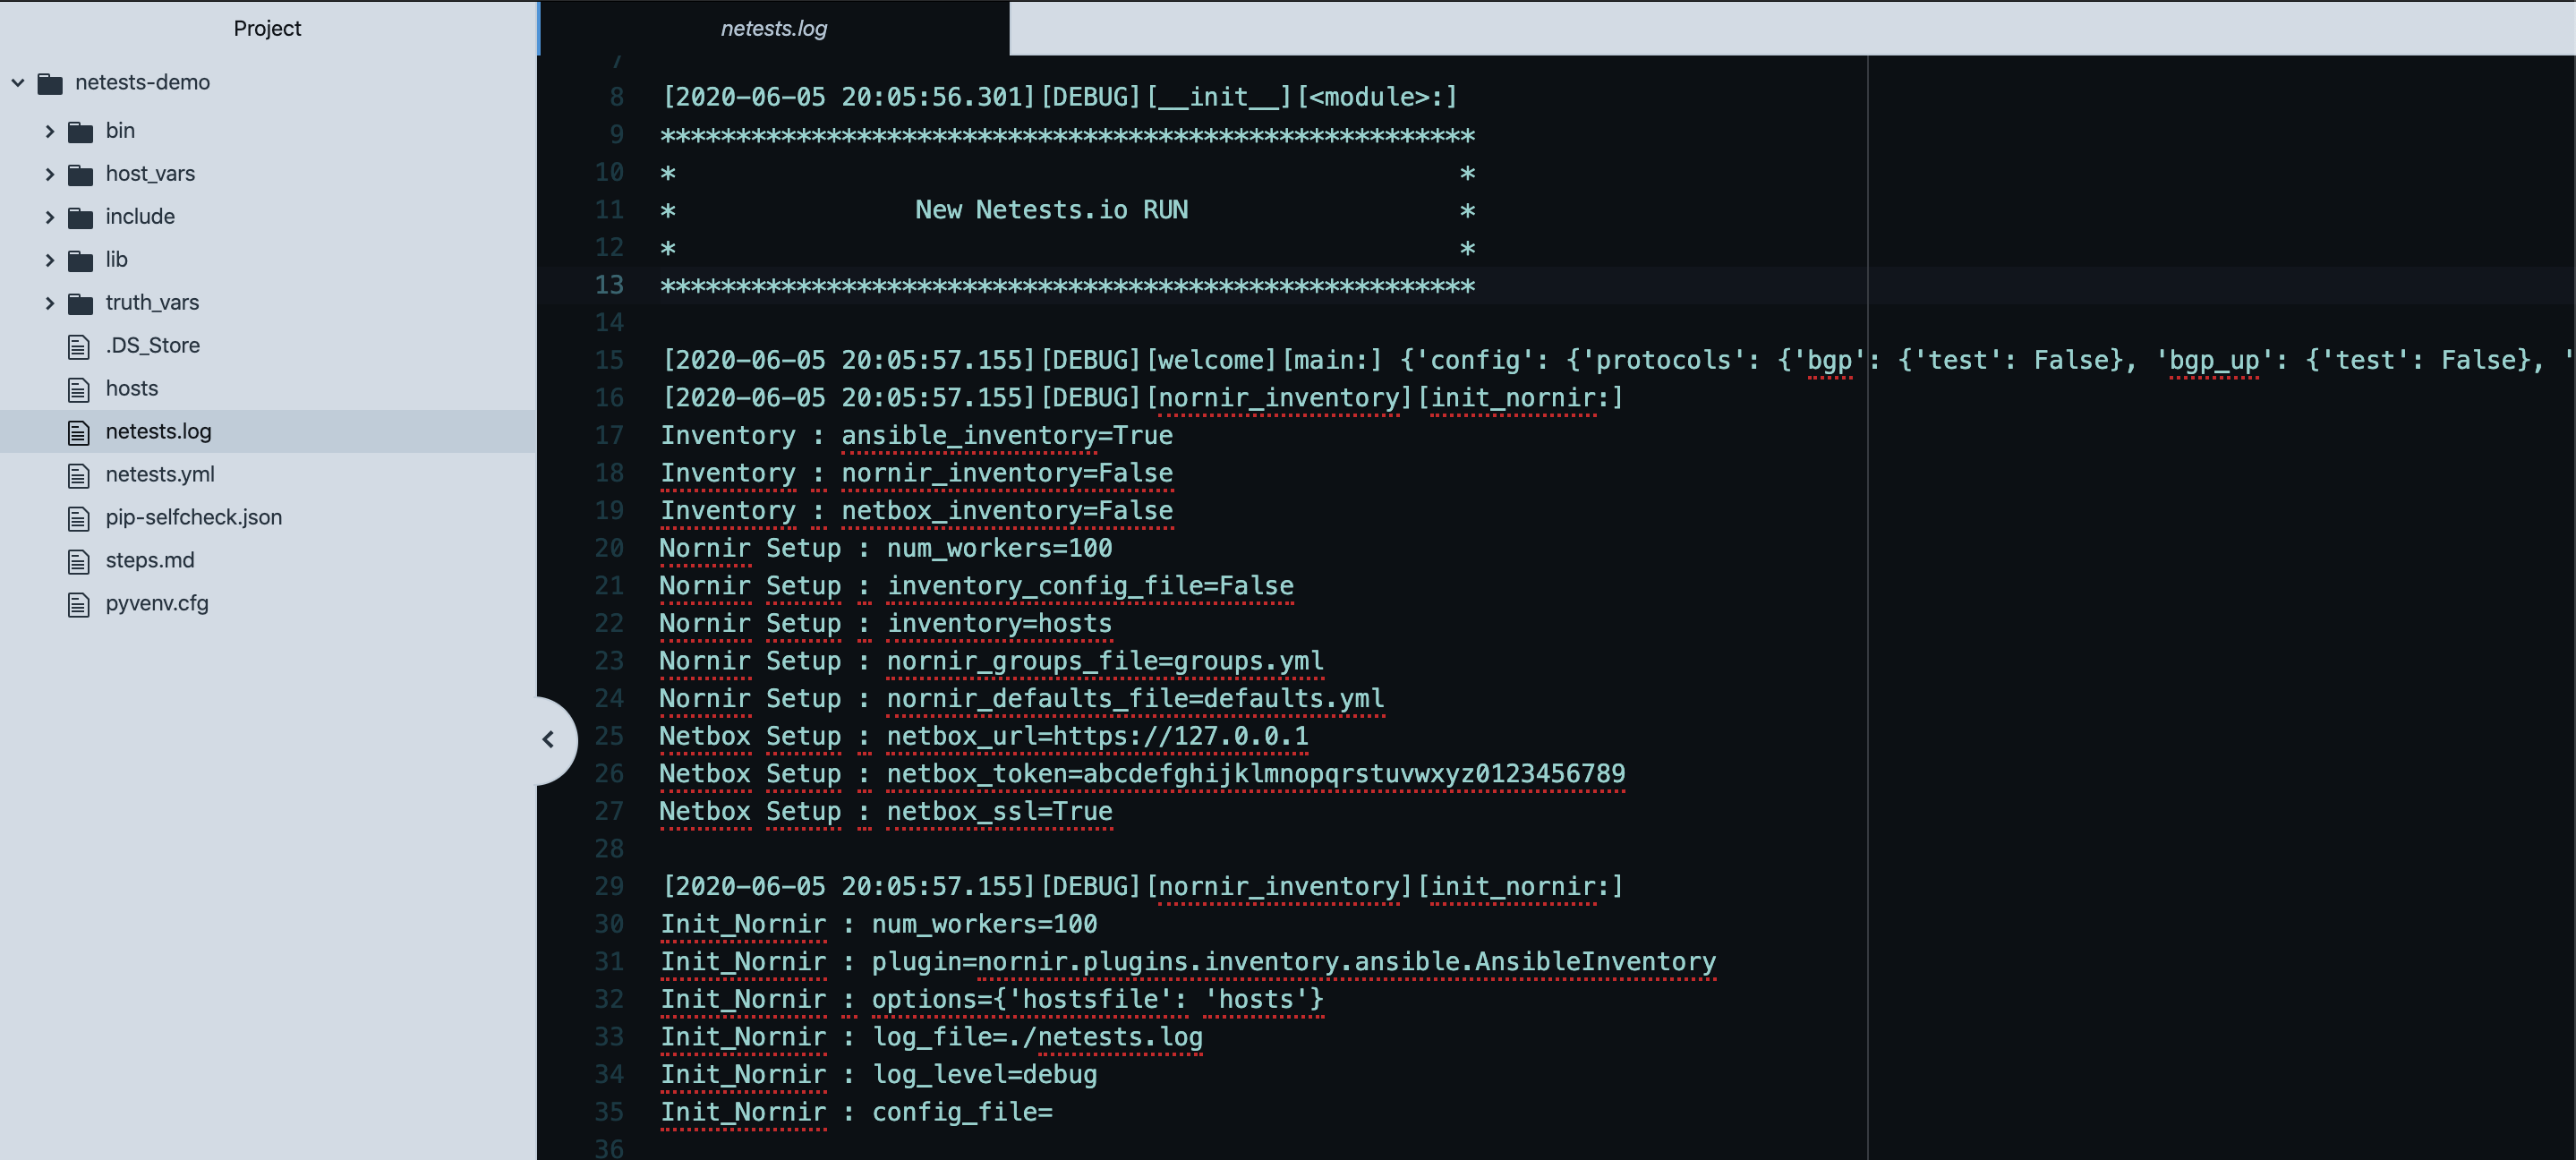 Project
netests-demo
bin
host_vars
include
lib
truth_vars
.DS_Store
hosts
netests.log
netests.yml
pip-selfcheck.json
steps.md
pyvenv.cfg
netests.log
7
8 [2020-06-05 20:05:56.301][DEBUG][__init__][<module>:]
9 ******************************************************
10 * *
11 * New Netests.io RUN *
12 * *
13 ******************************************************
14
15 [2020-06-05 20:05:57.155][DEBUG][welcome][main:] {'config': {'protocols': {'bgp': {'test': False}, 'bgp_up': {'test': False}, '
16 [2020-06-05 20:05:57.155][DEBUG][nornir_inventory][init_nornir:]
17 Inventory : ansible_inventory=True
18 Inventory : nornir_inventory=False
19 Inventory : netbox_inventory=False
20 Nornir Setup : num_workers=100
21 Nornir Setup : inventory_config_file=False
22 Nornir Setup : inventory=hosts
23 Nornir Setup : nornir_groups_file=groups.yml
24 Nornir Setup : nornir_defaults_file=defaults.yml
25 Netbox Setup : netbox_url=https://127.0.0.1
26 Netbox Setup : netbox_token=abcdefghijklmnopqrstuvwxyz0123456789
27 Netbox Setup : netbox_ssl=True
28
29 [2020-06-05 20:05:57.155][DEBUG][nornir_inventory][init_nornir:]
30 Init_Nornir : num_workers=100
31 Init_Nornir : plugin=nornir.plugins.inventory.ansible.AnsibleInventory
32 Init_Nornir : options={'hostsfile': 'hosts'}
33 Init_Nornir : log_file=./netests.log
34 Init_Nornir : log_level=debug
35 Init_Nornir : config_file=
36